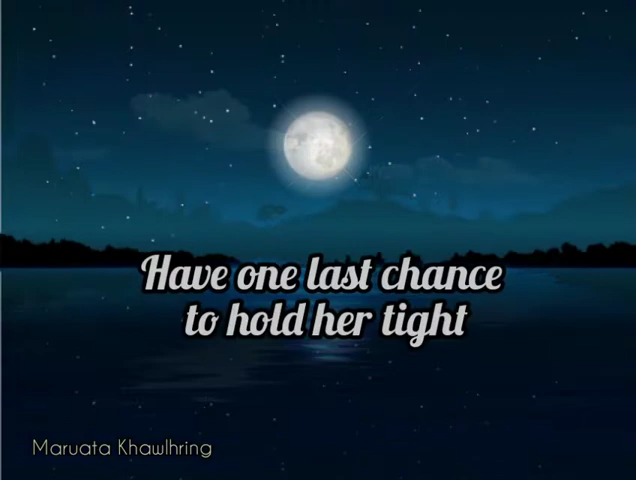 Have one last chance
to hold her tight
Maruata Khawlhring